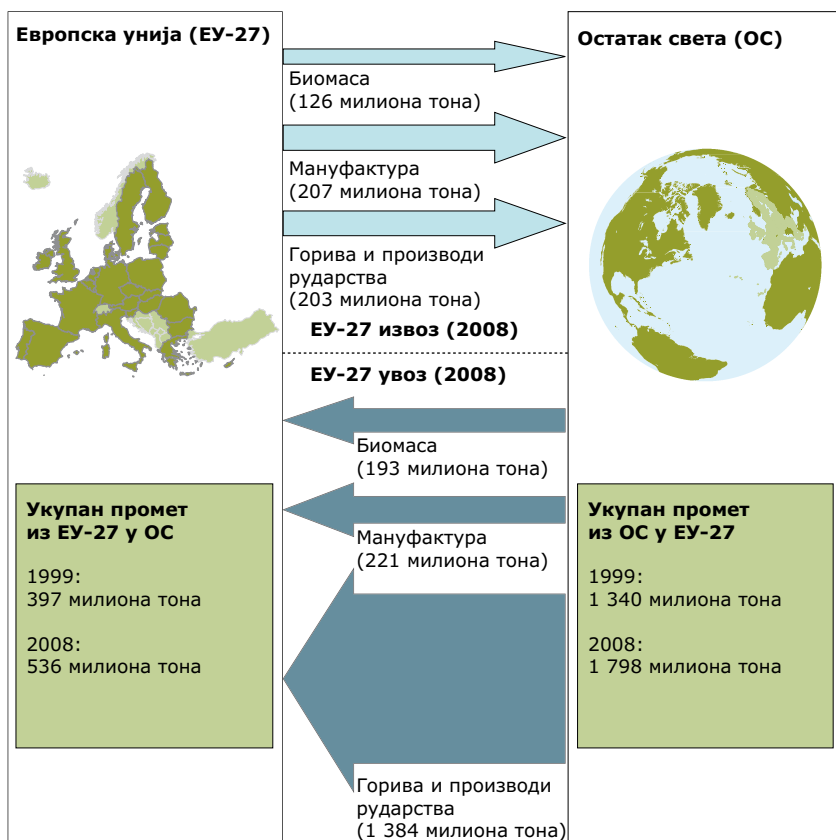 Европска унија (ЕУ-27)
Биомаса
(126 милиона тона)
Мануфактура
(207 милиона тона)
Горива и производи
рударства
(203 милиона тона)
ЕУ-27 извоз (2008)
Остатак света (ОС)
ЕУ-27 увоз (2008)
Биомаса
(193 милиона тона)
Мануфактура
(221 милиона тона)
Горива и производи
рударства
(1 384 милиона тона)
Укупан промет
из ЕУ-27 у ОС
1999:
397 милиона тона
2008:
536 милиона тона
Укупан промет
из ОС у ЕУ-27
1999:
1 340 милиона тона
2008:
1 798 милиона тона